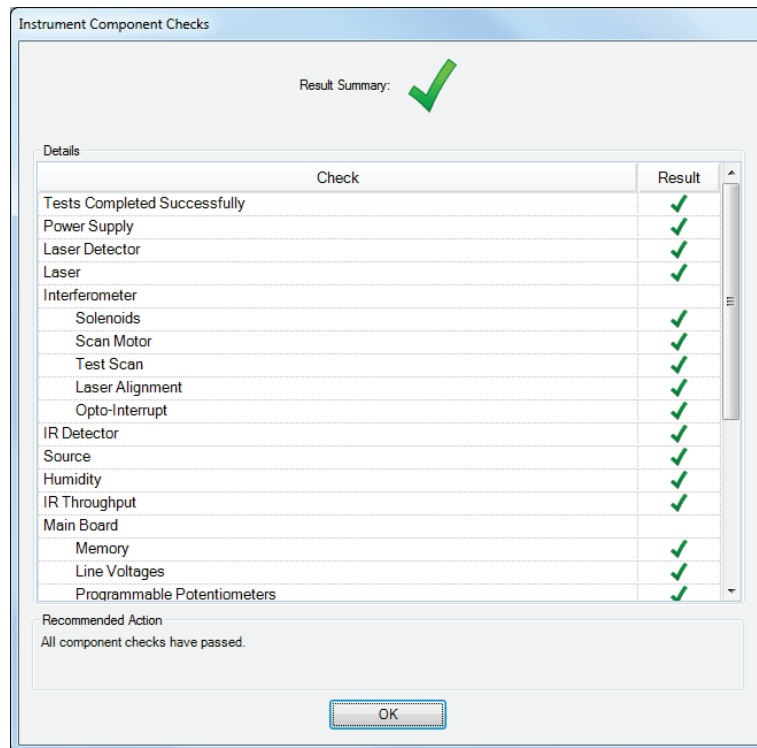 Instrument Component Checks
Result Summary:
Details
Check Result
Tests Completed Successfully
Power Supply
Laser Detector
Laser
Interferometer
Solenoids
Scan Motor
Test Scan
Laser Alignment
Opto-Interrupt
IR Detector
Source
Humidity
IR Throughput
Main Board
Memory
Line Voltages
Programmable Potentiometers
Recommended Action
All component checks have passed.
OK